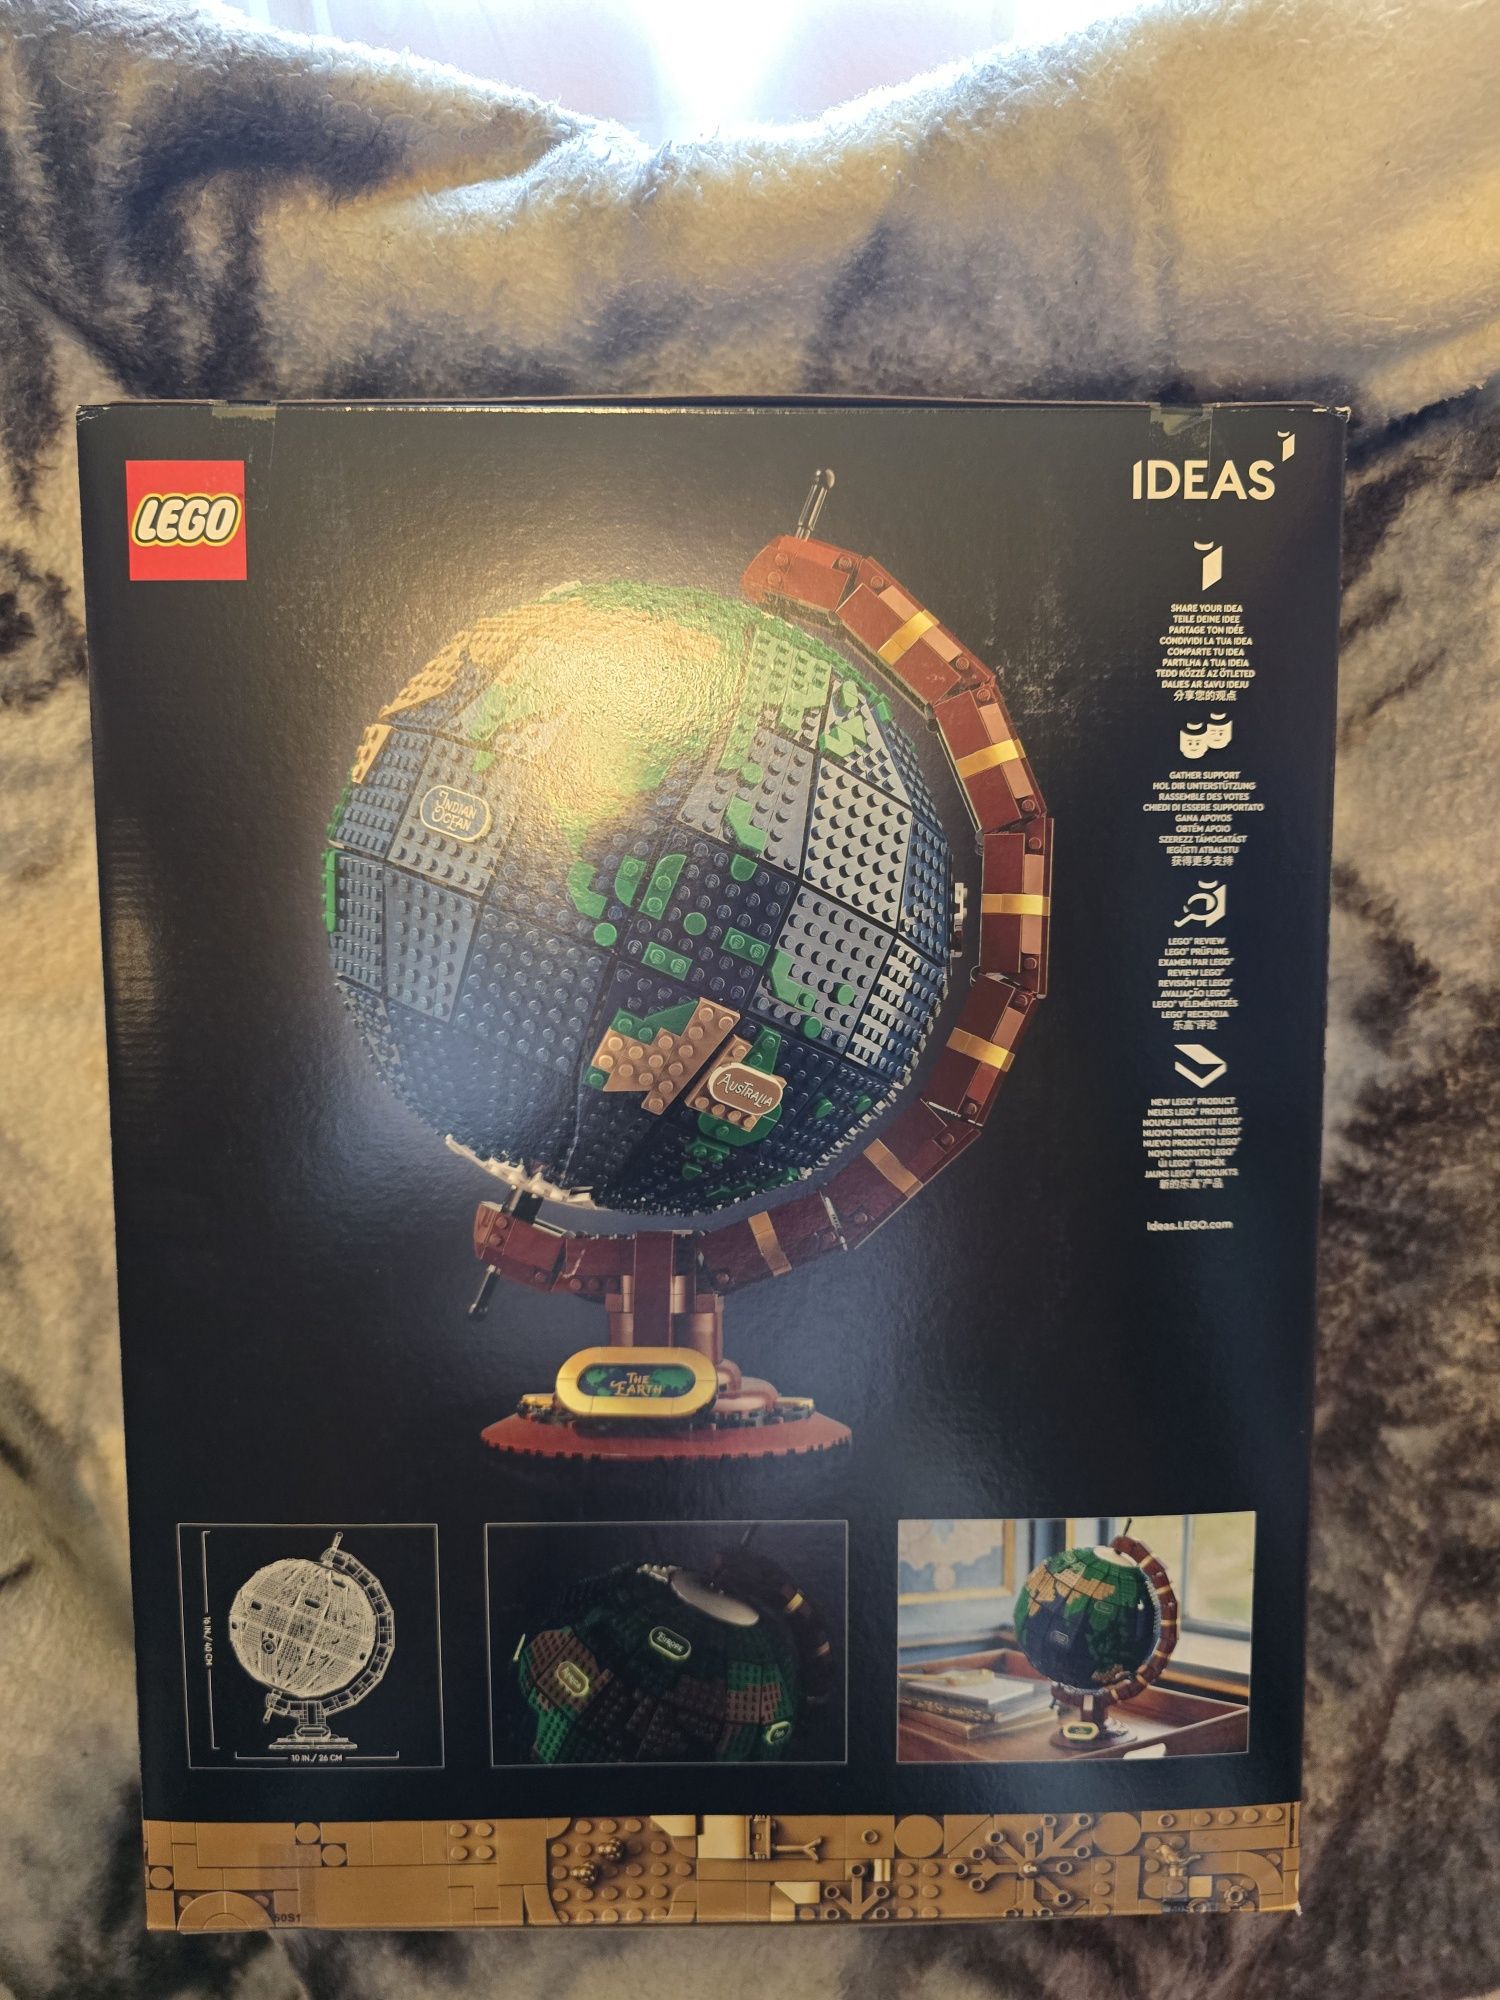 LEGO
IDEAS
SHARE YOUR IDEA
TEILE DEINE IDEE
PARTAGE TON IDÉE
CONDIVIDI LA TUA IDEA
COMPARTE TU IDEA
PARTILHA A TUA IDEIA
TEDD KÖZZÉ AZ ÖTLETED
DALIES AR SAVU IDEJU
分享您的观点
GATHER SUPPORT
HOL DIR UNTERSTÜTZUNG
RASSEMBLE DES VOTES
CHIEDI DI ESSERE SUPPORTATO
GANA APOYOS
OBTÉM APOIO
SZEREZZ TÁMOGATÁST
IEGŪSTI ATBALSTU
获得更多支持
LEGO® REVIEW
LEGO® PRÜFUNG
EXAMEN PAR LEGO®
REVIEW LEGO®
REVISIÓN DE LEGO®
AVALIAÇÃO LEGO®
LEGO® VÉLEMÉNYEZÉS
LEGO® RECENZIJA
乐高®评论
NEW LEGO® PRODUCT
NEUES LEGO® PRODUKT
NOUVEAU PRODUIT LEGO®
NUOVO PRODOTTO LEGO®
NUEVO PRODUCTO LEGO®
NOVO PRODUTO LEGO®
ÚJ LEGO® TERMÉK
JAUNS LEGO® PRODUKTS
新的乐高®产品
Ideas.LEGO.com
INDIAN
OCEAN
AUSTRALIA
THE
EARTH
16 IN./40 CM
10 IN./26 CM
EUROPE
60S1